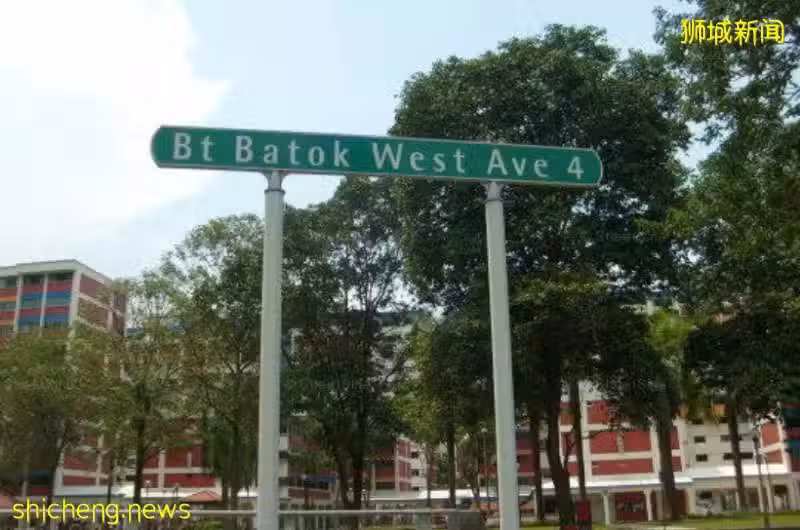 狮城新闻
Bt Batok West Ave 4
shicheng.news